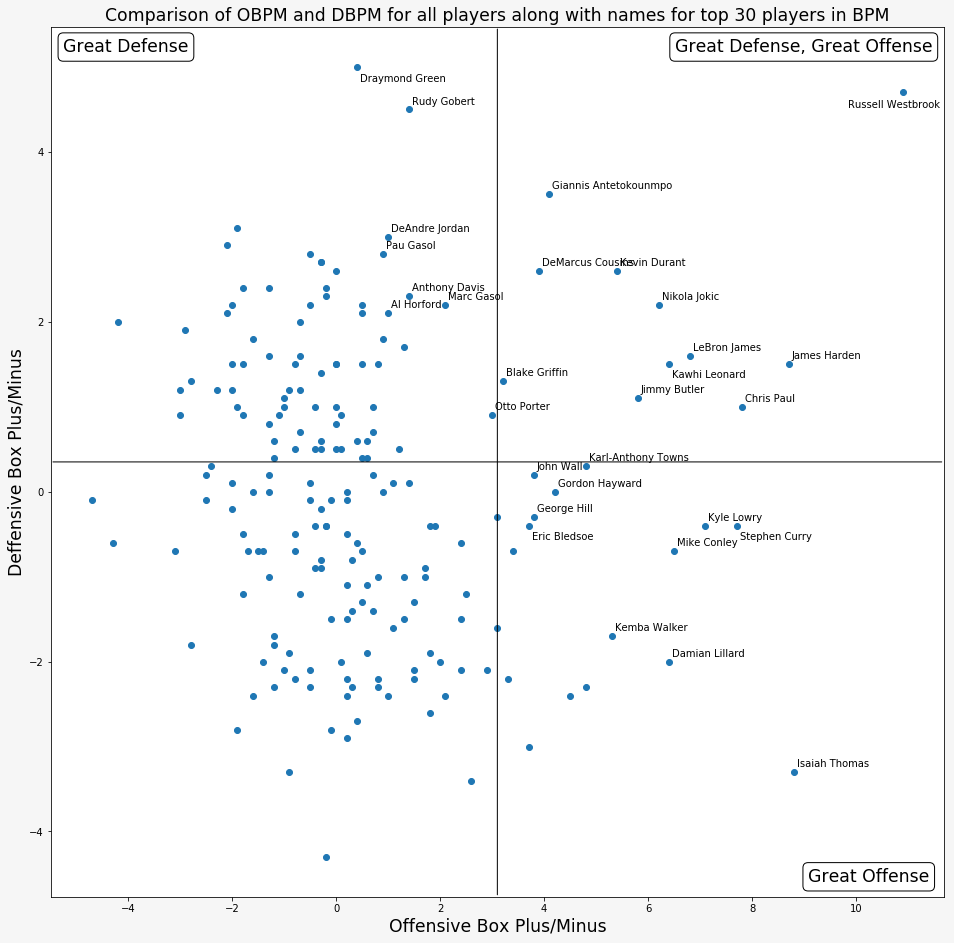 Comparison of OBPM and DBPM for all players along with names for top 30 players in BPM
Great Defense
Great Defense, Great Offense
Draymond Green
Rudy Gobert
Russell Westbrook
4
Giannis Antetokounmpo
DeAndre Jordan
Pau Gasol
DeMarcus Cousins
Kevin Durant
Anthony Davis
Marc Gasol
Nikola Jokic
Al Horford
2
LeBron James
James Harden
Kawhi Leonard
Blake Griffin
Jimmy Butler
Chris Paul
Otto Porter
Karl-Anthony Towns
John Wall
Gordon Hayward
0
George Hill
Kyle Lowry
Eric Bledsoe
Stephen Curry
Mike Conley
Kemba Walker
−2
Damian Lillard
Isaiah Thomas
−4
Great Offense
Deffensive Box Plus/Minus
−4 −2 0 2 4 6 8 10
Offensive Box Plus/Minus